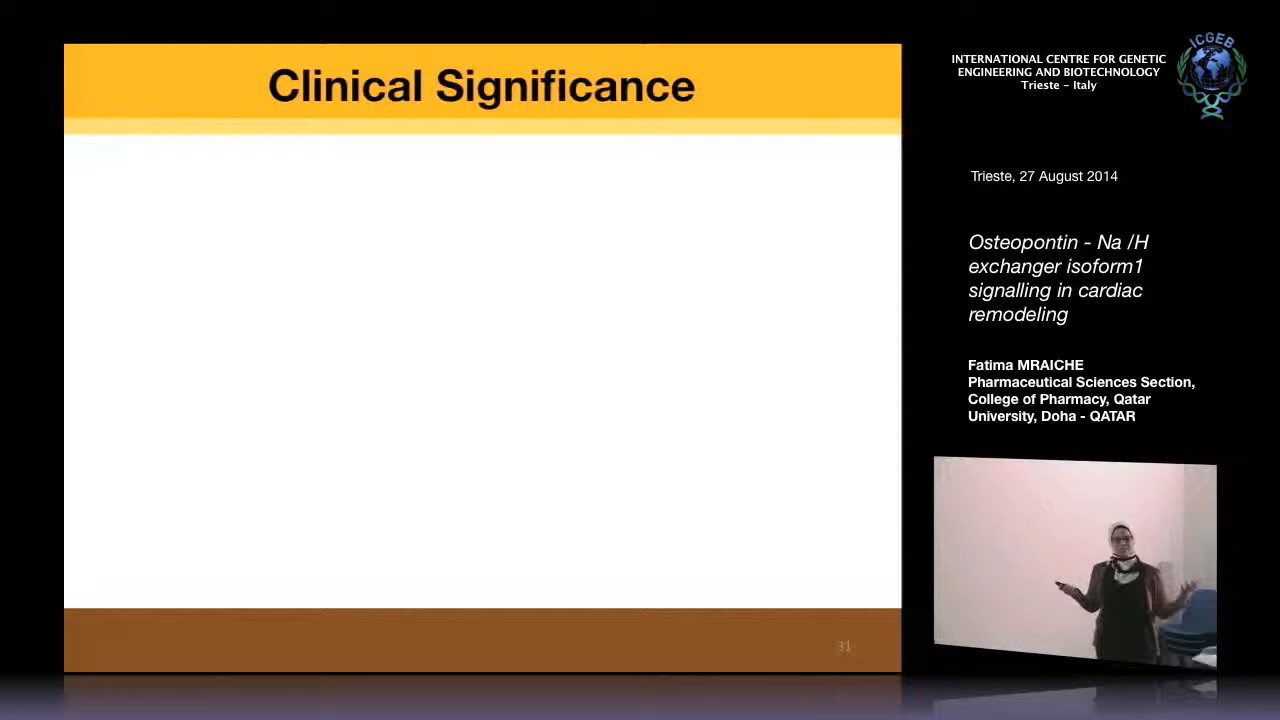 Clinical Significance
31
INTERNATIONAL CENTRE FOR GENETIC
ENGINEERING AND BIOTECHNOLOGY
Trieste - Italy
ICGEB
Trieste, 27 August 2014
Osteopontin - Na /H
exchanger isoform1
signalling in cardiac
remodeling
Fatima MRAICHE
Pharmaceutical Sciences Section,
College of Pharmacy, Qatar
University, Doha - QATAR